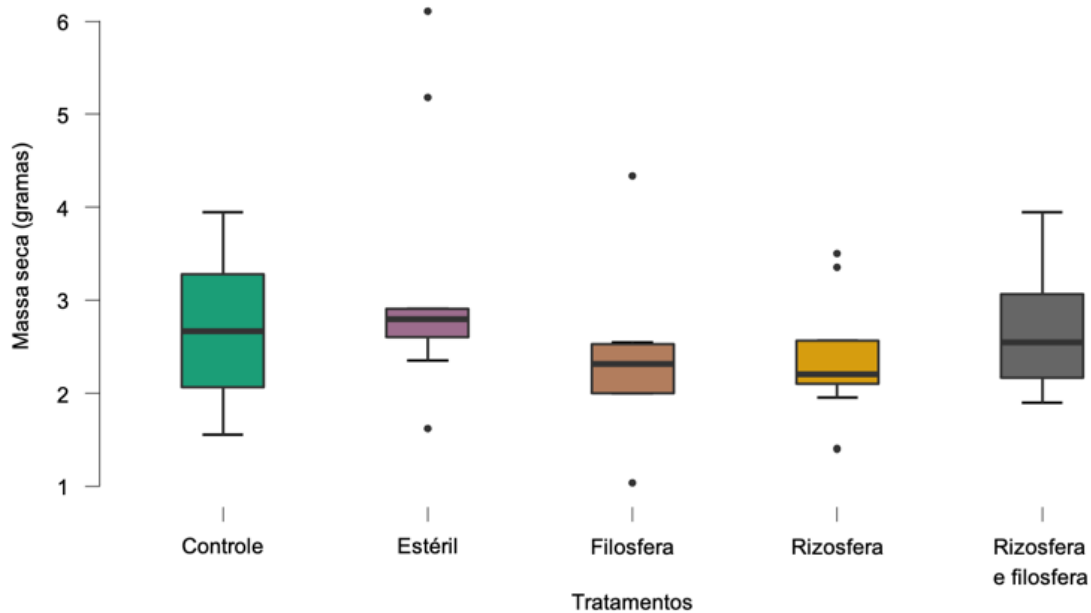 Massa seca (gramas)
6
5
4
3
2
1
Controle
Estéril
Filosfera
Rizosfera
Rizosfera
e filosfera
Tratamentos